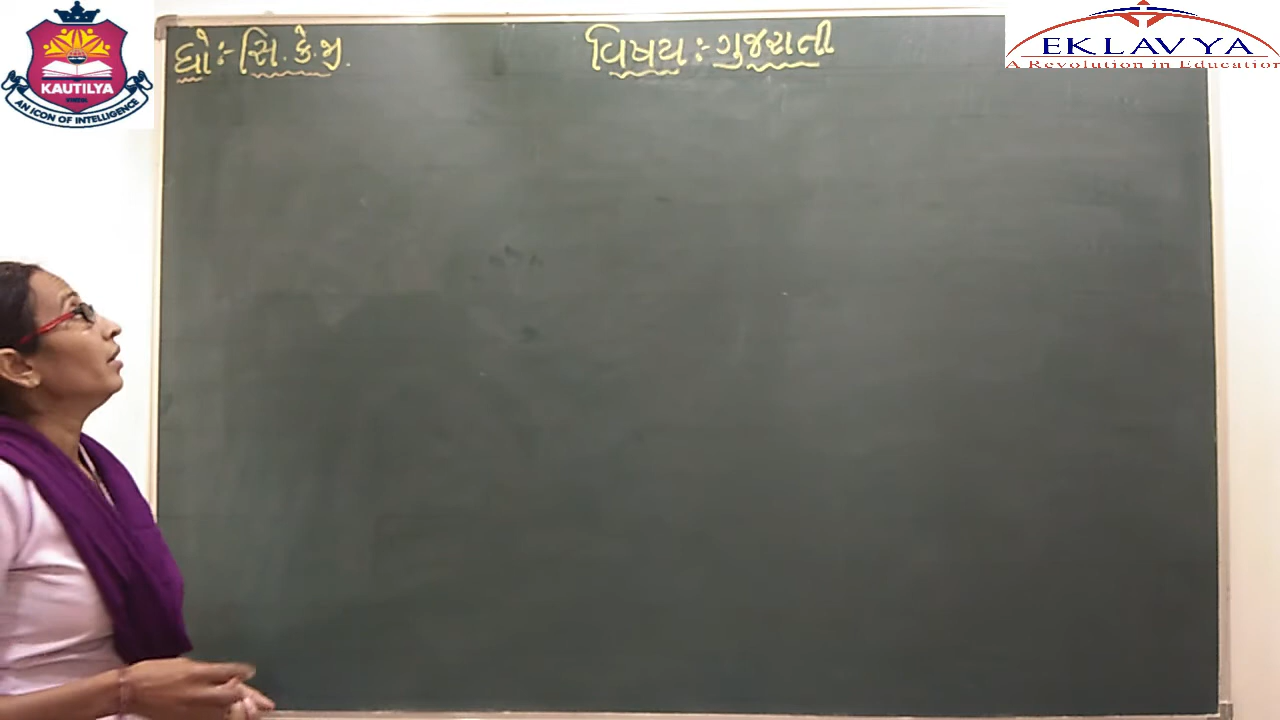 ધો :- સિ. કે. જી.
વિષય :- ગુજરાતી
KAUTILYA
AN ICON OF INTELLIGENCE
EKLAVYA
A Revolution in Education